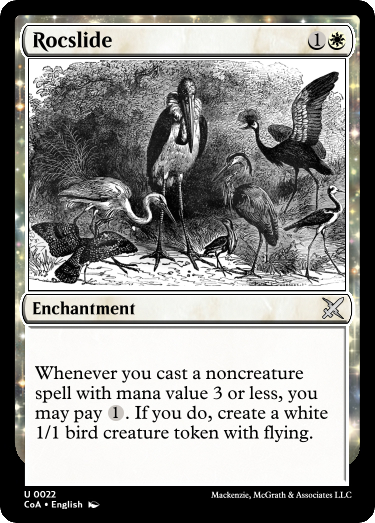 Rocslide 1
Enchantment
Whenever you cast a noncreature
spell with mana value 3 or less, you
may pay 1. If you do, create a white
1/1 bird creature token with flying.
U 0022
Mackenzie, McGrath & Associates LLC
CoA • English